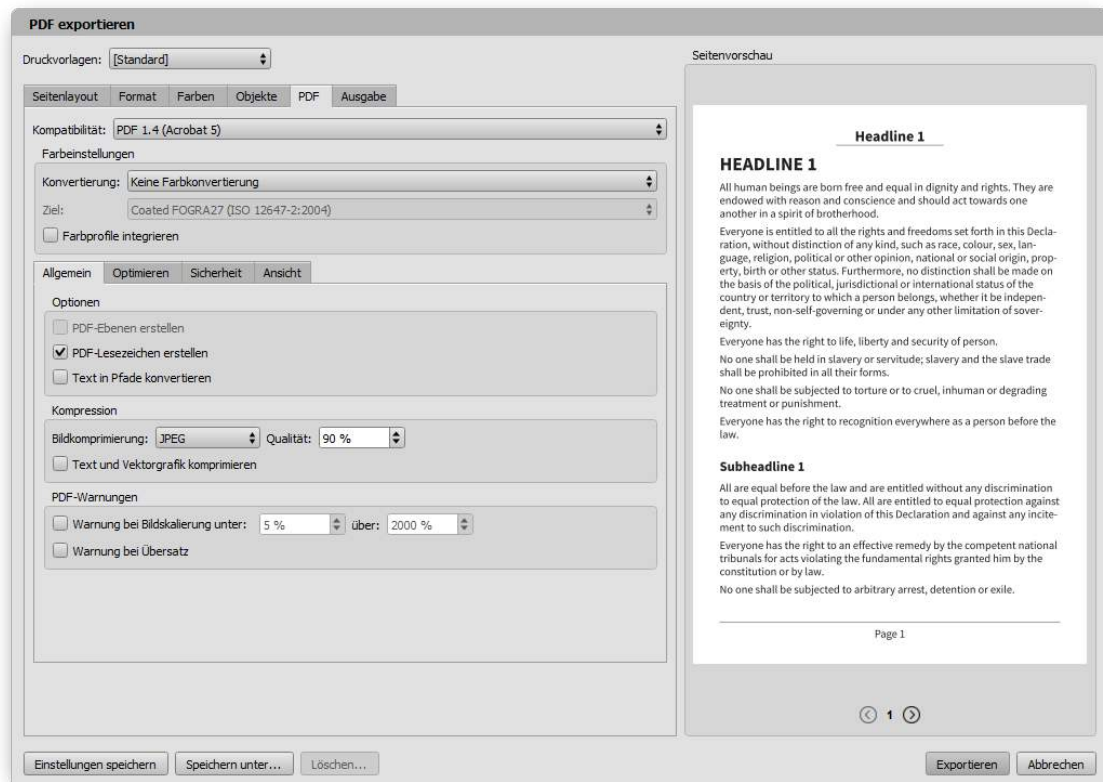 PDF exportieren
Druckvorlagen: [Standard]
Seitenlayout Format Farben Objekte PDF Ausgabe
Kompatibilität: PDF 1.4 (Acrobat 5)
Farbeinstellungen
Konvertierung: Keine Farbkonvertierung
Ziel: Coated FOGRA27 (ISO 12647-2:2004)
Farbprofile integrieren
Allgemein Optimieren Sicherheit Ansicht
Optionen
PDF-Ebenen erstellen
PDF-Lesezeichen erstellen
Text in Pfade konvertieren
Kompression
Bildkomprimierung: JPEG Qualität: 90 %
Text und Vektorgrafik komprimieren
PDF-Warnungen
Warnung bei Bildskalierung unter: 5 % über: 2000 %
Warnung bei Übersatz
Einstellungen speichern Speichern unter... Löschen...
Seitenvorschau
Headline 1
HEADLINE 1
All human beings are born free and equal in dignity and rights. They are
endowed with reason and conscience and should act towards one
another in a spirit of brotherhood.
Everyone is entitled to all the rights and freedoms set forth in this Decla-
ration, without distinction of any kind, such as race, colour, sex, lan-
guage, religion, political or other opinion, national or social origin, prop-
erty, birth or other status. Furthermore, no distinction shall be made on
the basis of the political, jurisdictional or international status of the
country or territory to which a person belongs, whether it be indepen-
dent, trust, non-self-governing or under any other limitation of sover-
eignty.
Everyone has the right to life, liberty and security of person.
No one shall be held in slavery or servitude; slavery and the slave trade
shall be prohibited in all their forms.
No one shall be subjected to torture or to cruel, inhuman or degrading
treatment or punishment.
Everyone has the right to recognition everywhere as a person before the
law.
Subheadline 1
All are equal before the law and are entitled without any discrimination
to equal protection of the law. All are entitled to equal protection against
any discrimination in violation of this Declaration and against any incite-
ment to such discrimination.
Everyone has the right to an effective remedy by the competent national
tribunals for acts violating the fundamental rights granted him by the
constitution or by law.
No one shall be subjected to arbitrary arrest, detention or exile.
Page 1
1
Exportieren Abbrechen